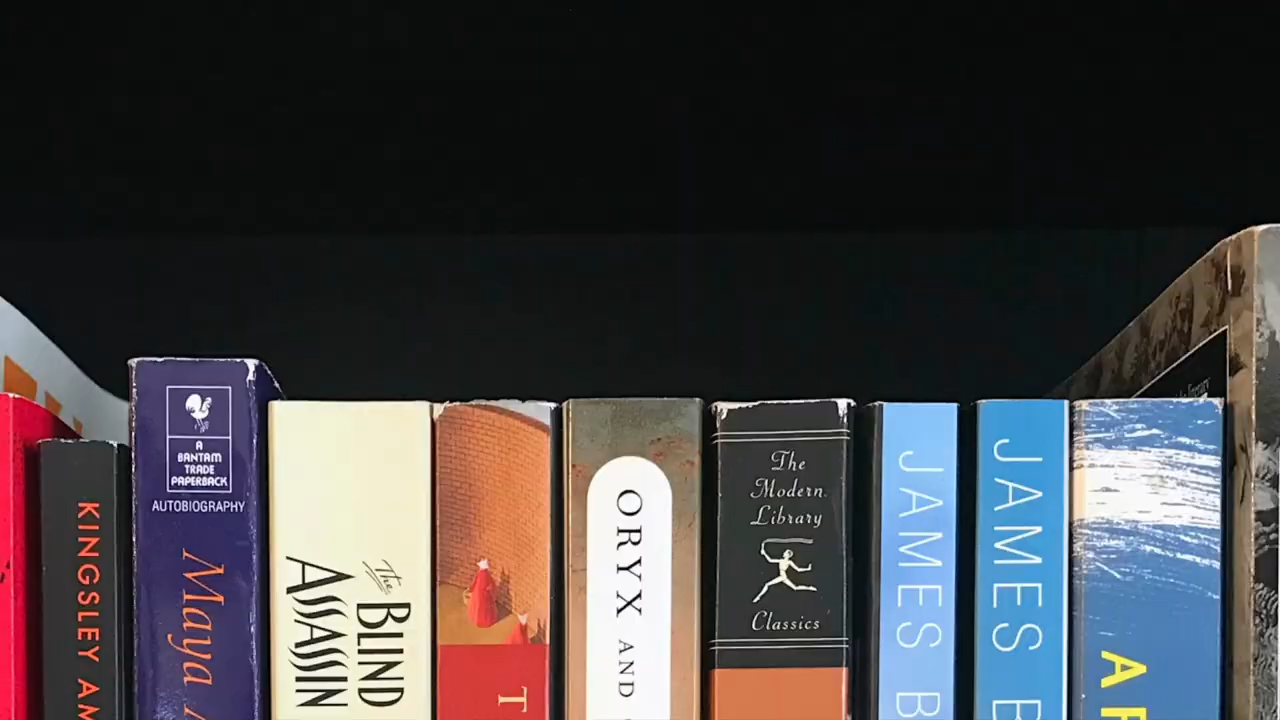 KINGSLEY AM
A
BANTAM
TRADE
PAPERBACK
AUTOBIOGRAPHY
Maya
The BLIND
ASSASSIN
T
ORYX AND
The
Modern
Library
Classics
JAMES B
JAMES B
A F